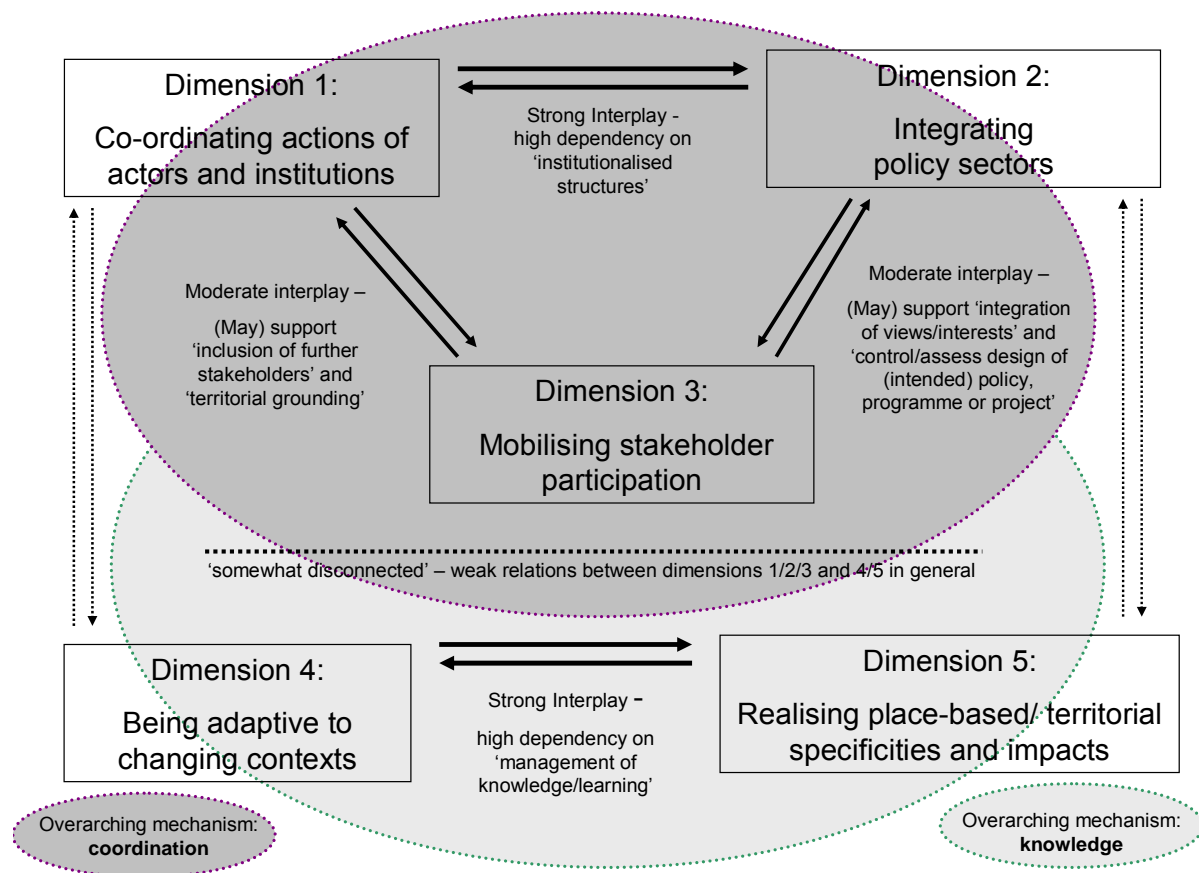 Dimension 1:
Co-ordinating actions of
actors and institutions
Strong Interplay -
high dependency on
‘institutionalised
structures’
Dimension 2:
Integrating
policy sectors
Moderate interplay –
(May) support
‘inclusion of further
stakeholders’ and
‘territorial grounding’
Moderate interplay –
(May) support ‘integration
of views/interests’ and
‘control/assess design of
(intended) policy,
programme or project’
Dimension 3:
Mobilising stakeholder
participation
‘somewhat disconnected’ – weak relations between dimensions 1/2/3 and 4/5 in general
Dimension 4:
Being adaptive to
changing contexts
Strong Interplay –
high dependency on
‘management of
knowledge/learning’
Dimension 5:
Realising place-based/ territorial
specificities and impacts
Overarching mechanism:
coordination
Overarching mechanism:
knowledge